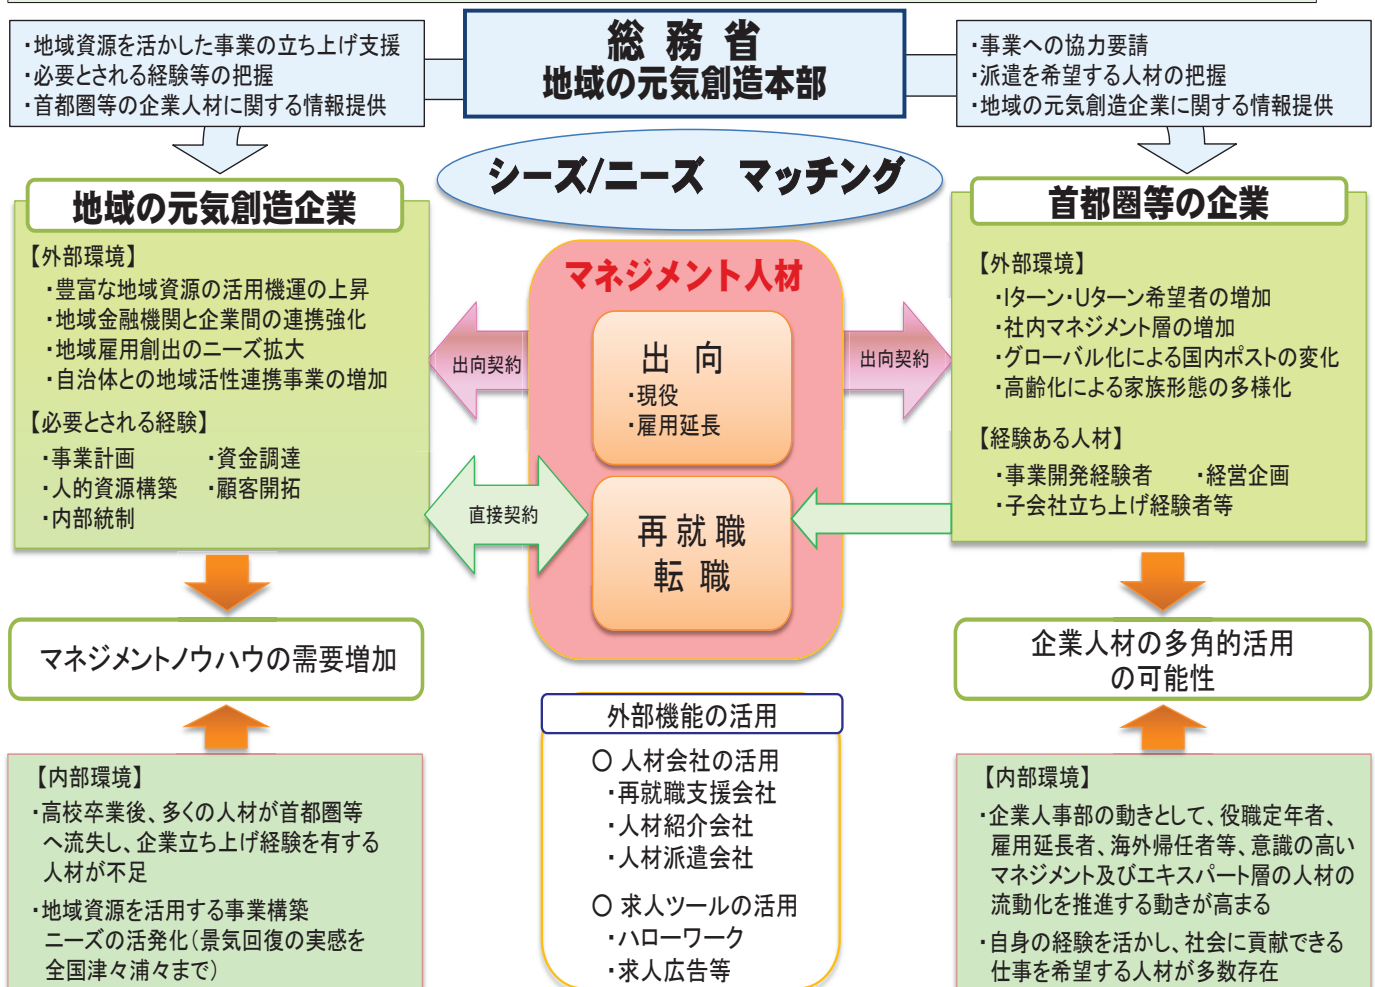 ・地域資源を活かした事業の立ち上げ支援
・必要とされる経験等の把握
・首都圏等の企業人材に関する情報提供
総 務 省
地域の元気創造本部
・事業への協力要請
・派遣を希望する人材の把握
・地域の元気創造企業に関する情報提供
シーズ/ニーズ　マッチング
地域の元気創造企業
【外部環境】
・豊富な地域資源の活用機運の上昇
・地域金融機関と企業間の連携強化
・地域雇用創出のニーズ拡大
・自治体との地域活性連携事業の増加
【必要とされる経験】
・事業計画　　　・資金調達
・人的資源構築　・顧客開拓
・内部統制
マネジメント人材
出向契約
出　向
・現役
・雇用延長
出向契約
直接契約
再 就 職
転　職
首都圏等の企業
【外部環境】
・Iターン・Uターン希望者の増加
・社内マネジメント層の増加
・グローバル化による国内ポストの変化
・高齢化による家族形態の多様化
【経験ある人材】
・事業開発経験者　　・経営企画
・子会社立ち上げ経験者等
マネジメントノウハウの需要増加
企業人材の多角的活用
の可能性
【内部環境】
・高校卒業後、多くの人材が首都圏等
へ流失し、企業立ち上げ経験を有する
人材が不足
・地域資源を活用する事業構築
ニーズの活発化（景気回復の実感を
全国津々浦々まで）
外部機能の活用
○ 人材会社の活用
・再就職支援会社
・人材紹介会社
・人材派遣会社
○ 求人ツールの活用
・ハローワーク
・求人広告等
【内部環境】
・企業人事部の動きとして、役職定年者、
雇用延長者、海外帰任者等、意識の高い
マネジメント及びエキスパート層の人材の
流動化を推進する動きが高まる
・自身の経験を活かし、社会に貢献できる
仕事を希望する人材が多数存在